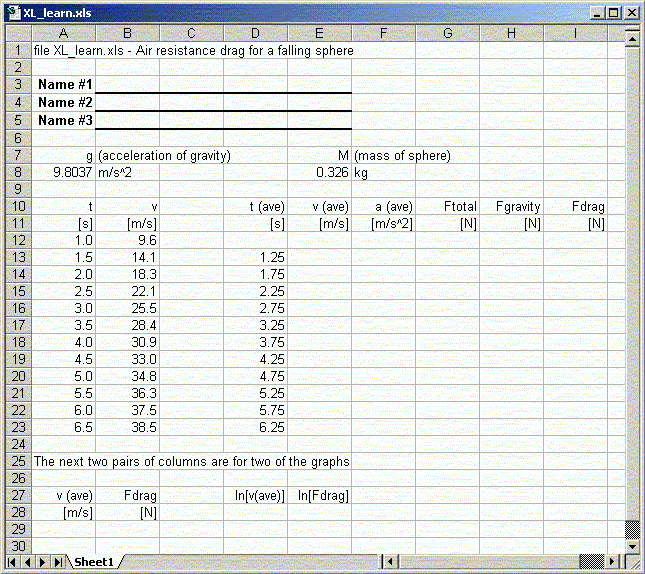 XL_learn.xls
A B C D E F G H I
1 file XL_learn.xls - Air resistance drag for a falling sphere
2
3 Name #1
4 Name #2
5 Name #3
6
7 g (acceleration of gravity) M (mass of sphere)
8 9.8037 m/s^2 0.326 kg
9
10 t v t (ave) v (ave) a (ave) Ftotal Fgravity Fdrag
11 [s] [m/s] [s] [m/s] [m/s^2] [N] [N] [N]
12 1.0 9.6
13 1.5 14.1 1.25
14 2.0 18.3 1.75
15 2.5 22.1 2.25
16 3.0 25.5 2.75
17 3.5 28.4 3.25
18 4.0 30.9 3.75
19 4.5 33.0 4.25
20 5.0 34.8 4.75
21 5.5 36.3 5.25
22 6.0 37.5 5.75
23 6.5 38.5 6.25
24
25 The next two pairs of columns are for two of the graphs
26
27 v (ave) Fdrag ln[v(ave)] ln[Fdrag]
28 [m/s] [N]
29
30
Sheet1